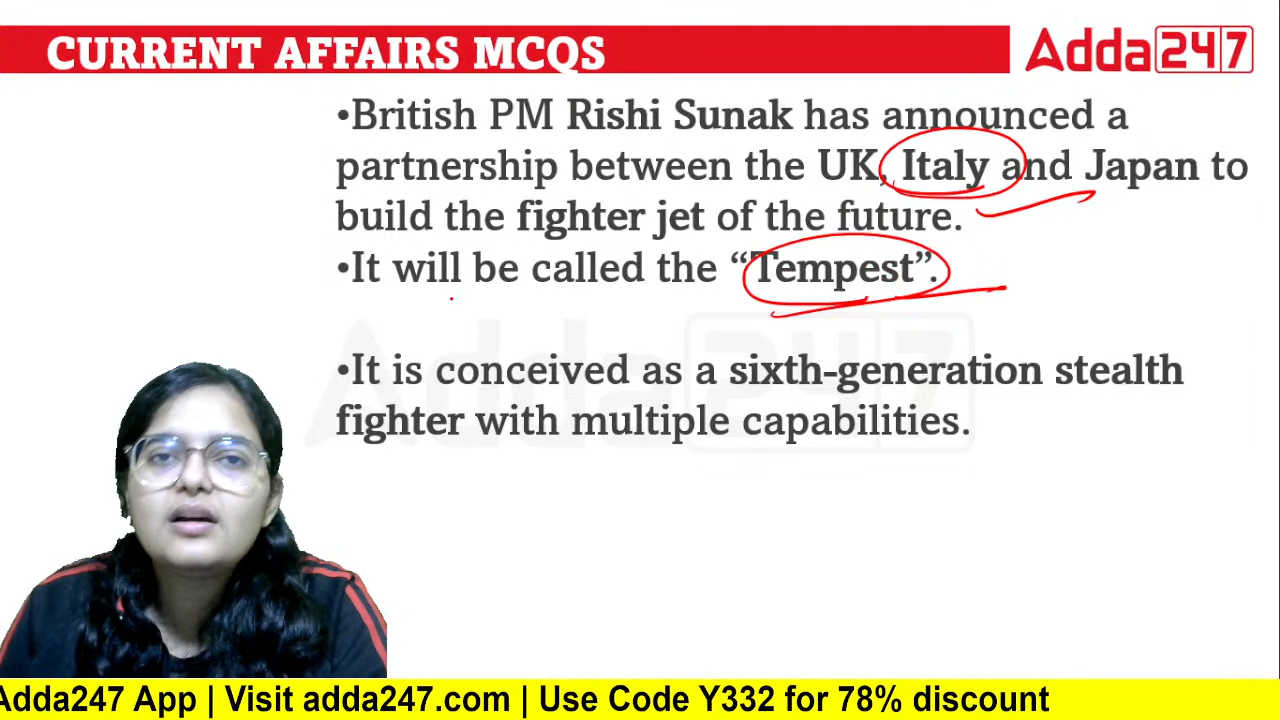 CURRENT AFFAIRS MCQS
Adda247
•British PM Rishi Sunak has announced a
partnership between the UK, Italy and Japan to
build the fighter jet of the future.
•It will be called the “Tempest”.
Adda247
•It is conceived as a sixth-generation stealth
fighter with multiple capabilities.
Adda247 App | Visit adda247.com | Use Code Y332 for 78% discount